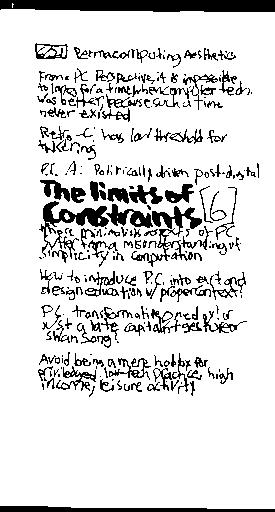 Permacomputing Aesthetics
From a PC Perspective, it is impossible
to long for a time when computer tech.
was better, because such a time
never existed
Retro-C: has low threshold for
tinkering
P.C. A: Politically driven post-digital
The limits of
Constraints [6]
these minimalist aspects of PC
suffer from a misunderstanding of
simplicity in computation
How to introduce P.C. into art and
design education w/ proper context?
P.C. transformative
just a late capitalist gesture or
swan song?
Avoid being a mere hobby for
privileged low-tech practice, high
income, leisure activity